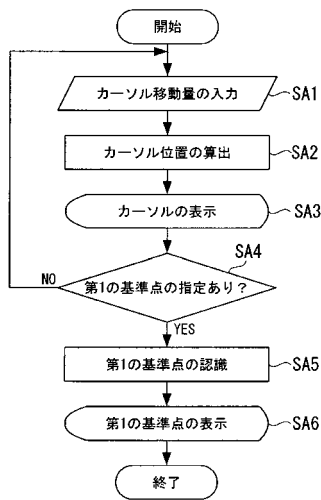 開始
カーソル移動量の入力
SA1
カーソル位置の算出
SA2
カーソルの表示
SA3
SA4
第1の基準点の指定あり？
NO
YES
第1の基準点の認識
SA5
第1の基準点の表示
SA6
終了